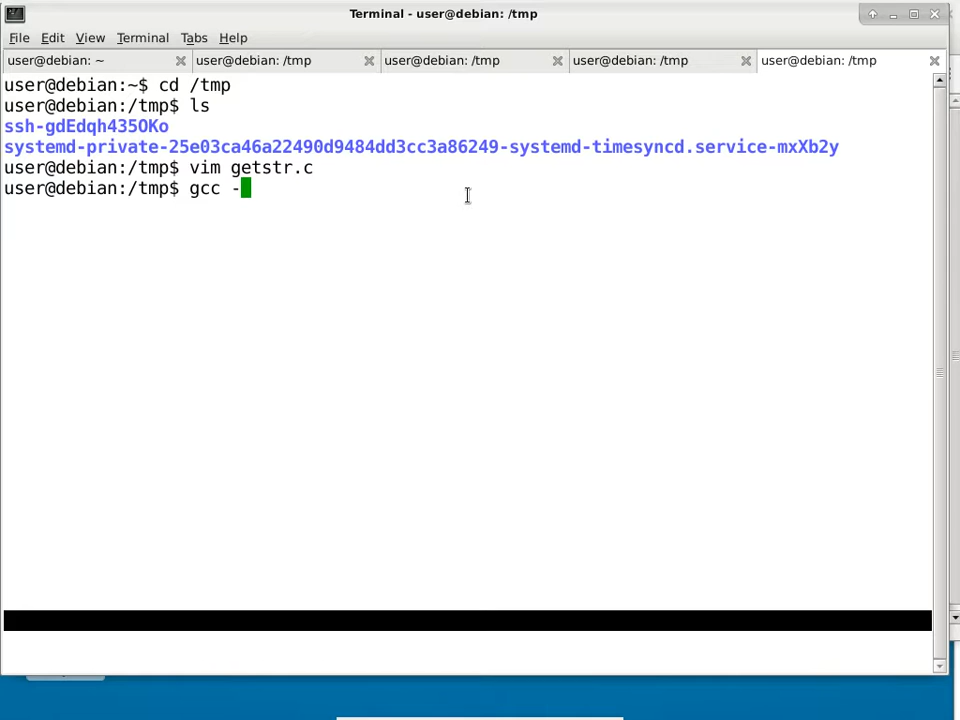 Terminal - user@debian: /tmp
File Edit View Terminal Tabs Help
user@debian: ~ user@debian: /tmp user@debian: /tmp user@debian: /tmp user@debian: /tmp
user@debian:~$ cd /tmp
user@debian:/tmp$ ls
ssh-gdEdqh435OKo
systemd-private-25e03ca46a22490d9484dd3cc3a86249-systemd-timesyncd.service-mxXb2y
user@debian:/tmp$ vim getstr.c
user@debian:/tmp$ gcc -